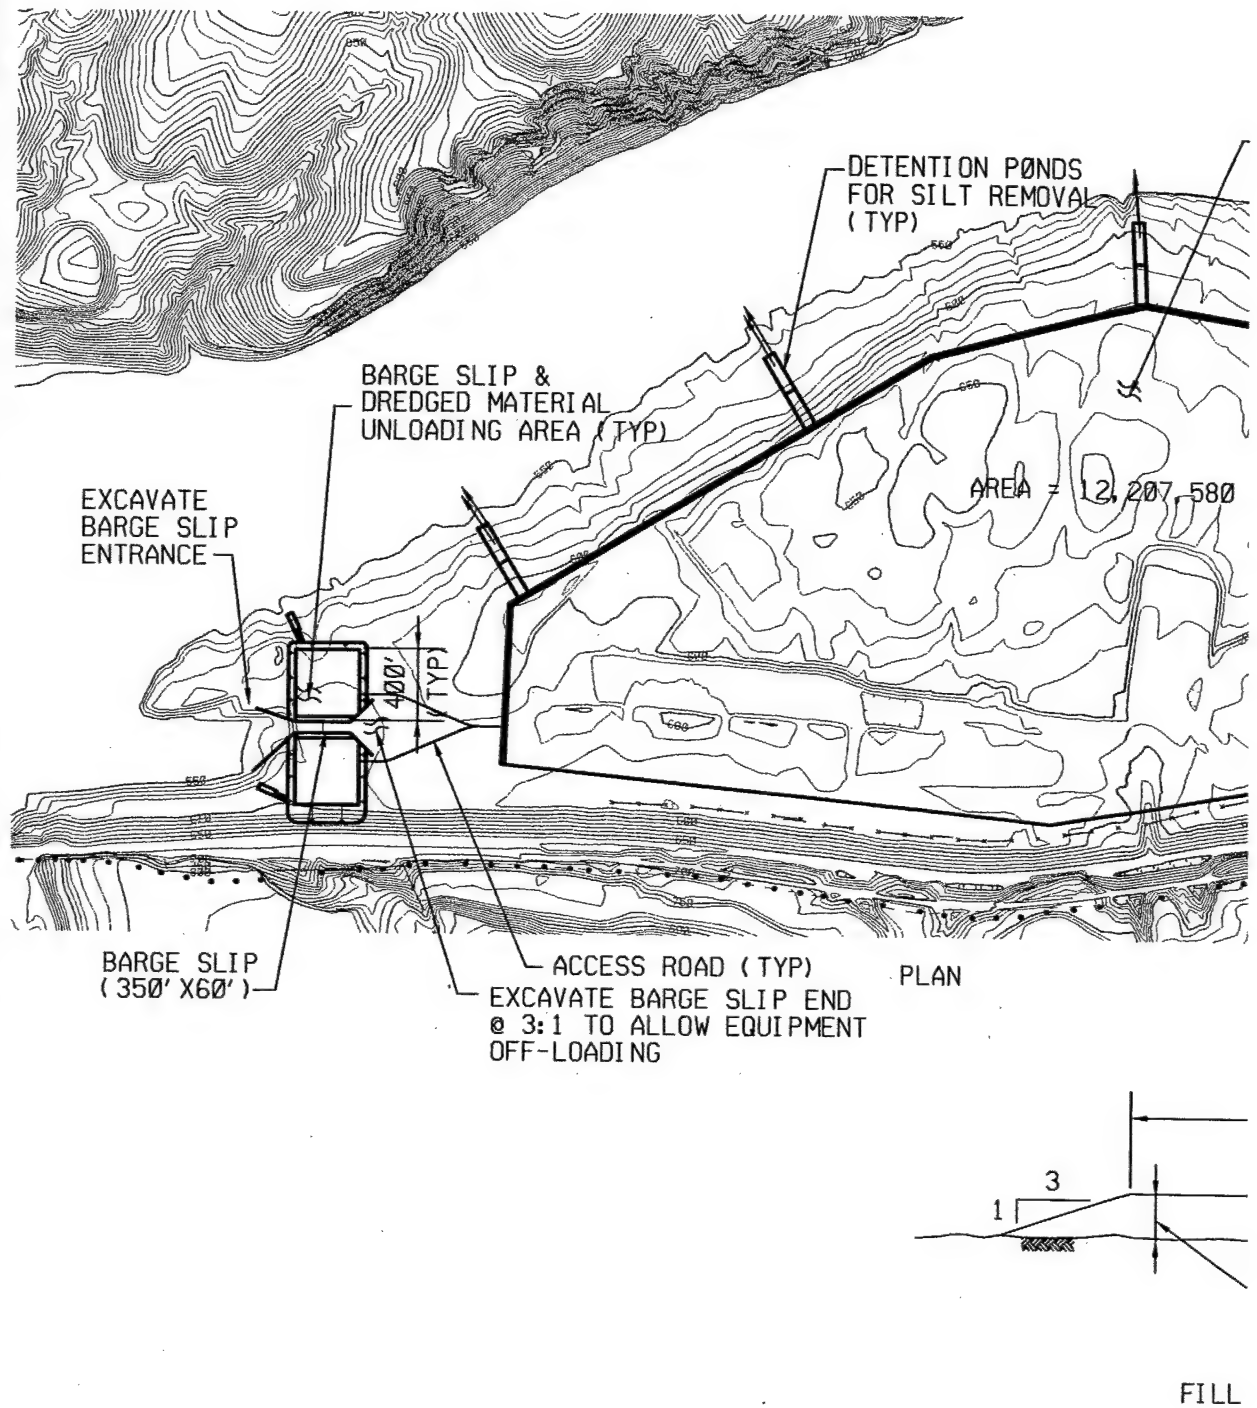 850
DETENTION PONDS
FOR SILT REMOVAL
(TYP)
BARGE SLIP &
DREDGED MATERIAL
UNLOADING AREA (TYP)
EXCAVATE
BARGE SLIP
ENTRANCE
AREA = 12,207,580
400'
(TYP)
BARGE SLIP
(350'X60')
ACCESS ROAD (TYP)
EXCAVATE BARGE SLIP END
@ 3:1 TO ALLOW EQUIPMENT
OFF-LOADING
PLAN
3
1
FILL